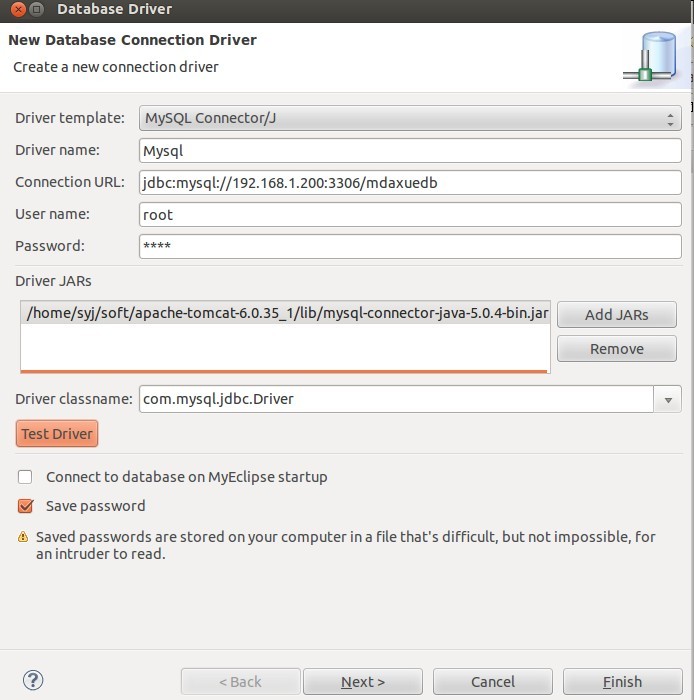 Database Driver
New Database Connection Driver
Create a new connection driver
Driver template: MySQL Connector/J
Driver name: Mysql
Connection URL: jdbc:mysql://192.168.1.200:3306/mdaxuedb
User name: root
Password: ****
Driver JARs
/home/syj/soft/apache-tomcat-6.0.35_1/lib/mysql-connector-java-5.0.4-bin.jar
Add JARs
Remove
Driver classname: com.mysql.jdbc.Driver
Test Driver
Connect to database on MyEclipse startup
Save password
Saved passwords are stored on your computer in a file that's difficult, but not impossible, for
an intruder to read.
? < Back Next > Cancel Finish